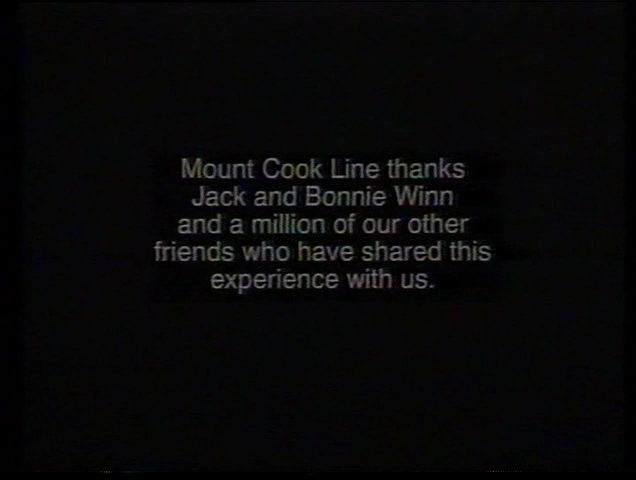 Mount Cook Line thanks
Jack and Bonnie Winn
and a million of our other
friends who have shared this
experience with us.